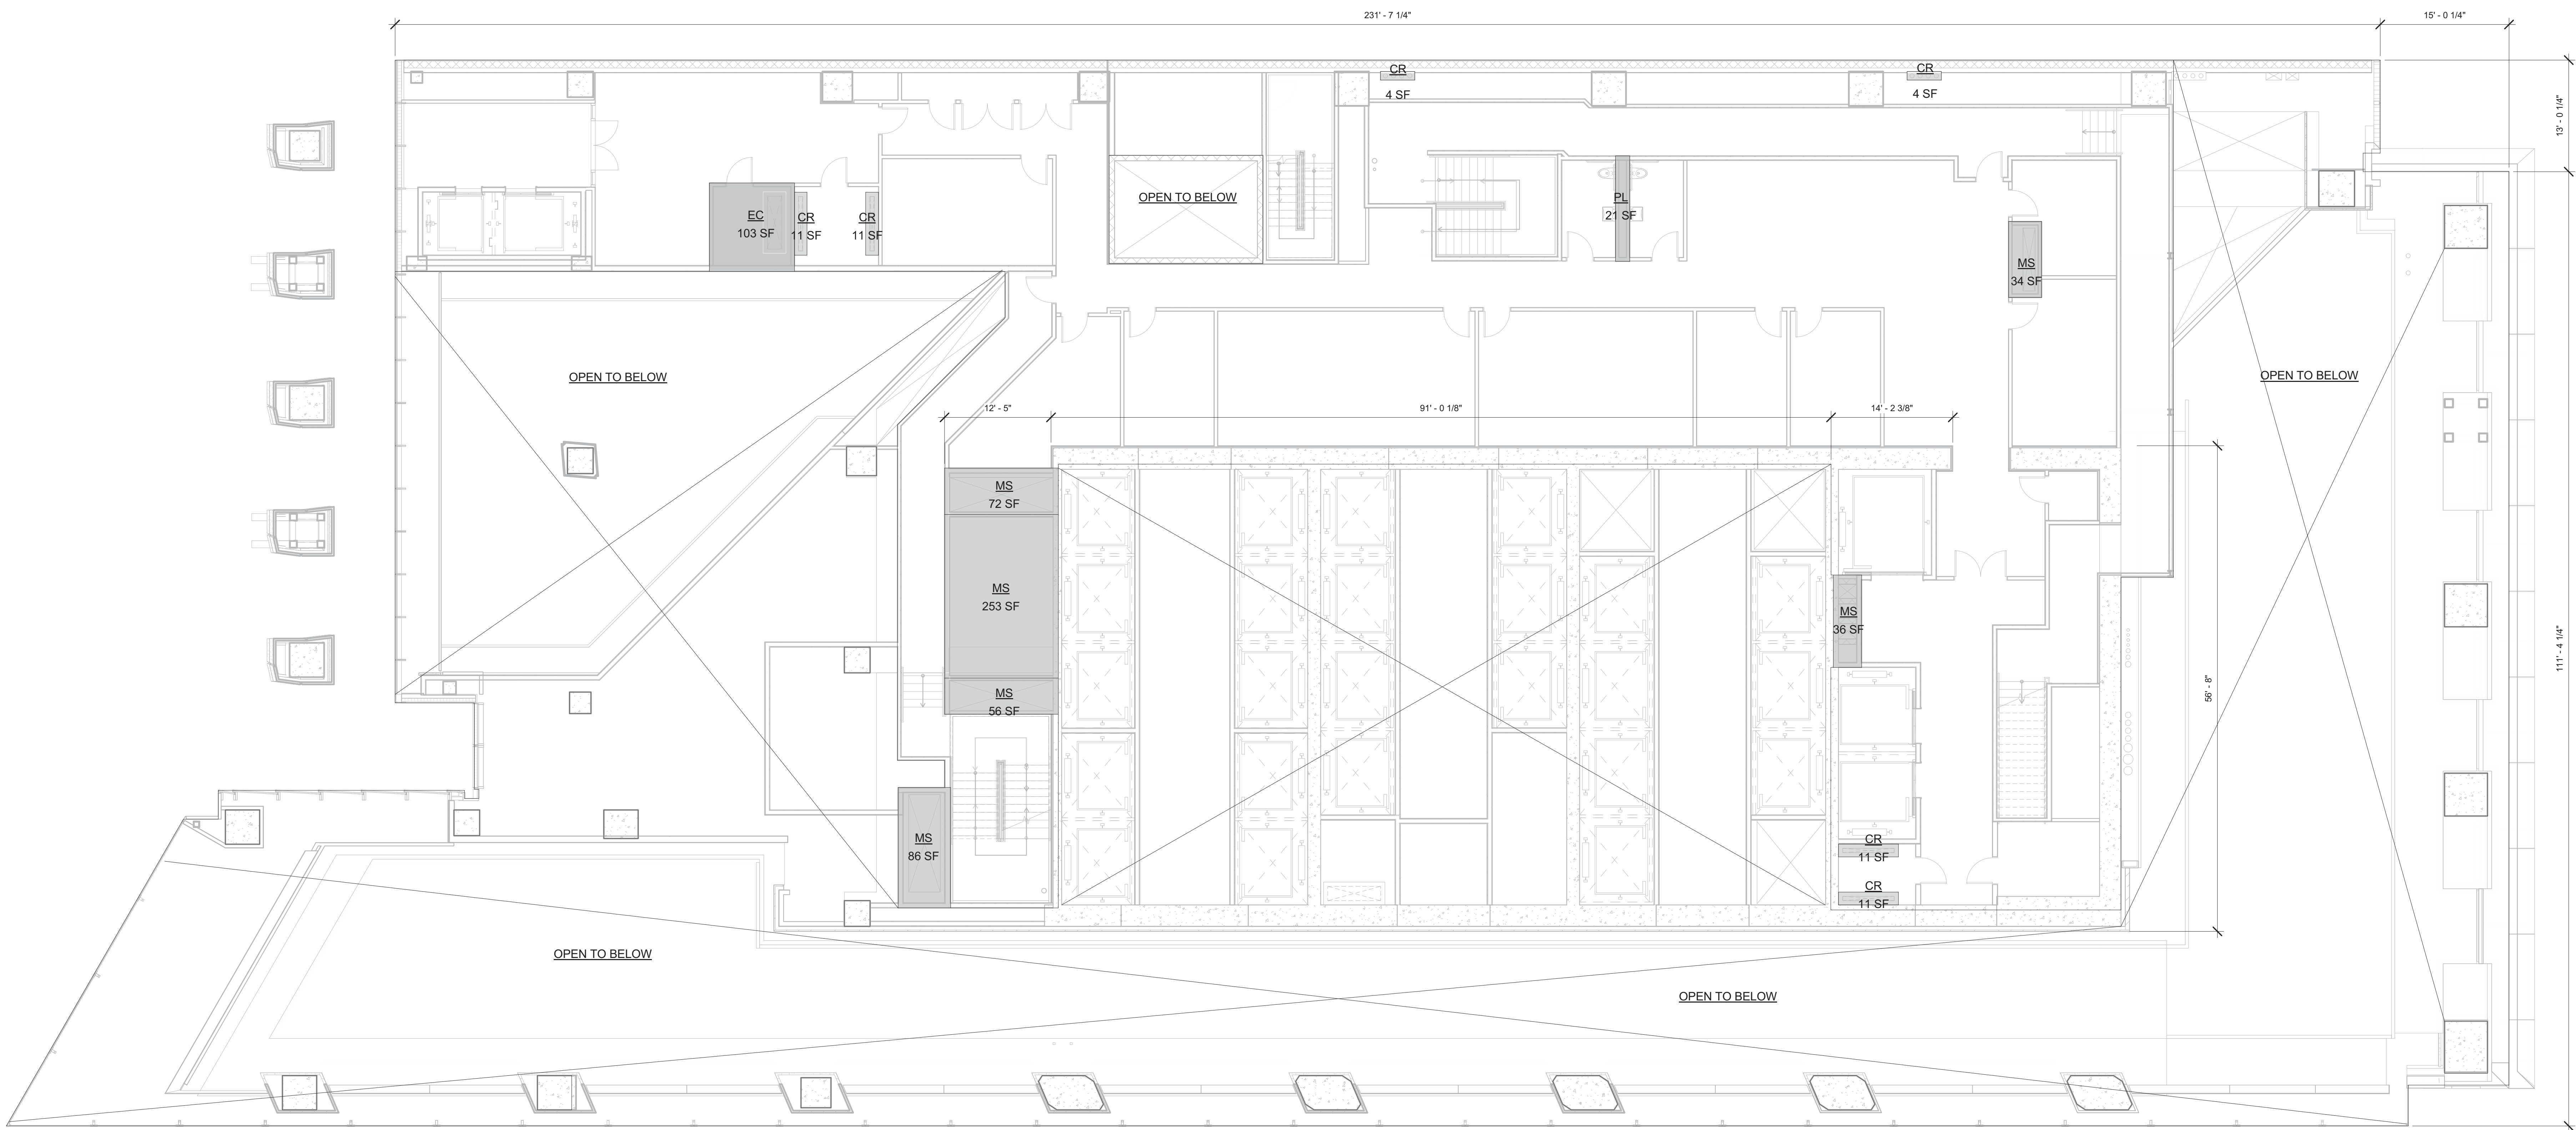 231' - 7 1/4"
15' - 0 1/4"
13' - 0 1/4"
CR
4 SF
CR
4 SF
OPEN TO BELOW
PL
21 SF
EC
103 SF
CR
11 SF
CR
11 SF
MS
34 SF
OPEN TO BELOW
OPEN TO BELOW
12' - 5"
91' - 0 1/8"
14' - 2 3/8"
MS
72 SF
MS
253 SF
MS
36 SF
111' - 4 1/4"
56' - 8"
MS
56 SF
MS
86 SF
CR
11 SF
CR
11 SF
OPEN TO BELOW
OPEN TO BELOW